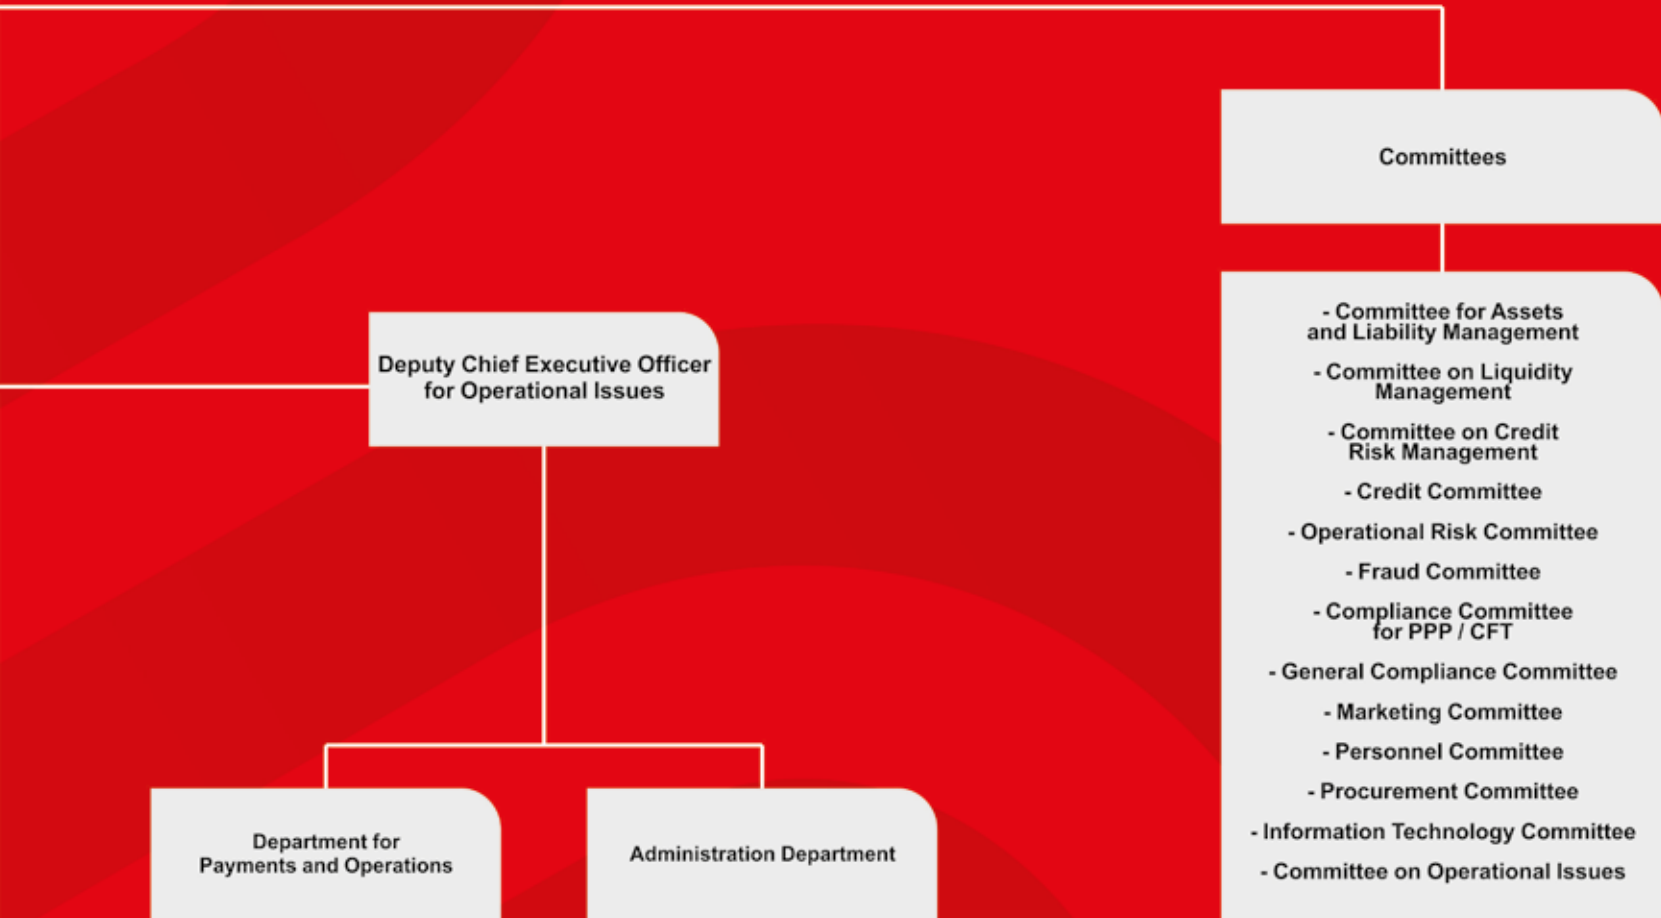 Committees
Deputy Chief Executive Officer
for Operational Issues
Department for
Payments and Operations
Administration Department
- Committee for Assets
and Liability Management
- Committee on Liquidity
Management
- Committee on Credit
Risk Management
- Credit Committee
- Operational Risk Committee
- Fraud Committee
- Compliance Committee
for PPP / CFT
- General Compliance Committee
- Marketing Committee
- Personnel Committee
- Procurement Committee
- Information Technology Committee
- Committee on Operational Issues